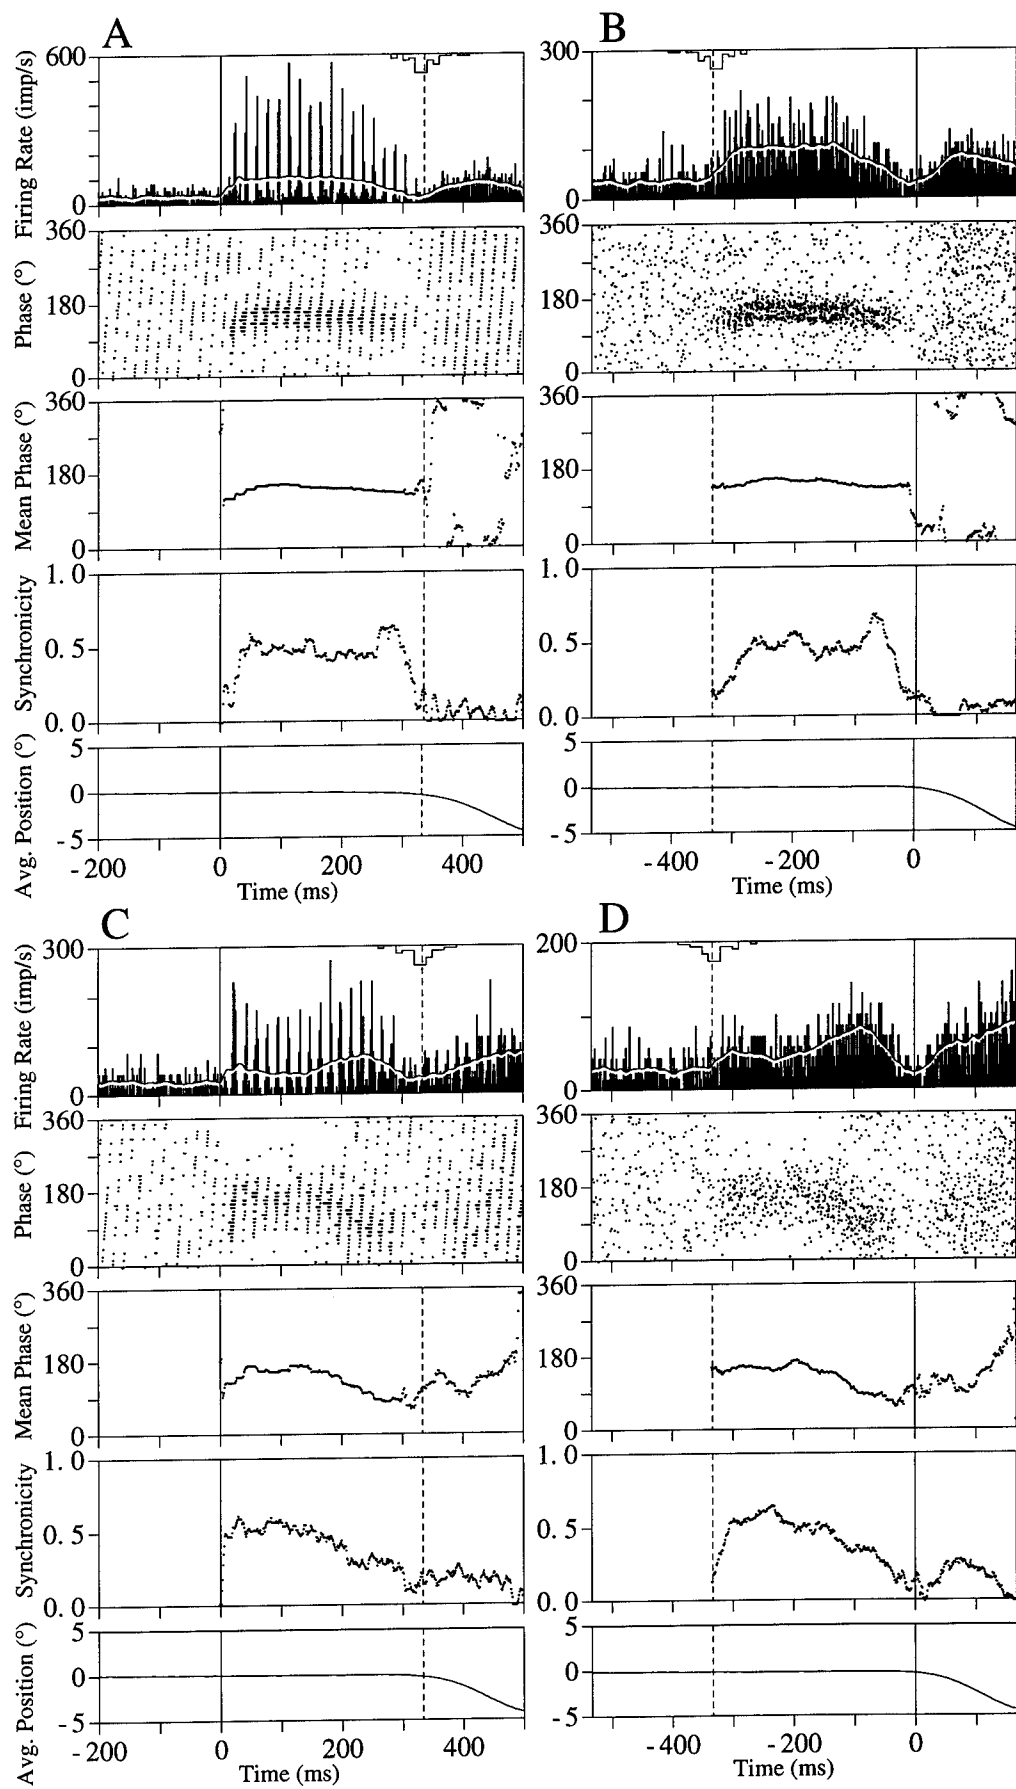 A
B
600
0
Firing Rate (imp/s)
300
0
360
180
0
Phase (°)
360
180
0
360
180
0
Mean Phase (°)
360
180
0
1.0
0.5
0.0
Synchronicity
1.0
0.5
0.0
5
0
-5
Avg. Position (°)
5
0
-5
-200 0 200 400
Time (ms)
-400 -200 0
Time (ms)
C
D
300
0
Firing Rate (imp/s)
200
0
360
180
0
Phase (°)
360
180
0
360
180
0
Mean Phase (°)
360
180
0
1.0
0.5
0.0
Synchronicity
1.0
0.5
0.0
5
0
-5
Avg. Position (°)
5
0
-5
-200 0 200 400
Time (ms)
-400 -200 0
Time (ms)